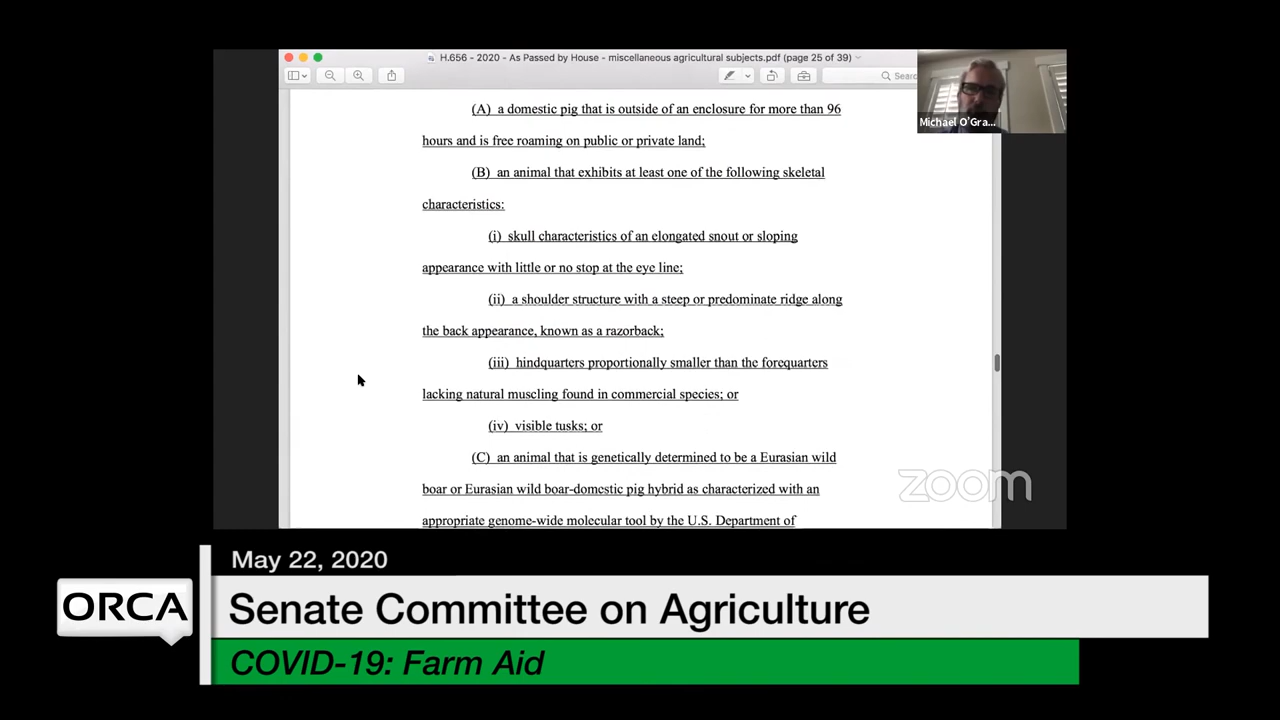 H.656 - 2020 - As Passed by House - miscellaneous agricultural subjects.pdf (page 25 of 39)
Searc
Michael O'Gra...
(A) a domestic pig that is outside of an enclosure for more than 96
hours and is free roaming on public or private land;
(B) an animal that exhibits at least one of the following skeletal
characteristics:
(i) skull characteristics of an elongated snout or sloping
appearance with little or no stop at the eye line;
(ii) a shoulder structure with a steep or predominate ridge along
the back appearance, known as a razorback;
(iii) hindquarters proportionally smaller than the forequarters
lacking natural muscling found in commercial species; or
(iv) visible tusks; or
(C) an animal that is genetically determined to be a Eurasian wild
boar or Eurasian wild boar-domestic pig hybrid as characterized with an
appropriate genome-wide molecular tool by the U.S. Department of
zoom
May 22, 2020
ORCA
Senate Committee on Agriculture
COVID-19: Farm Aid